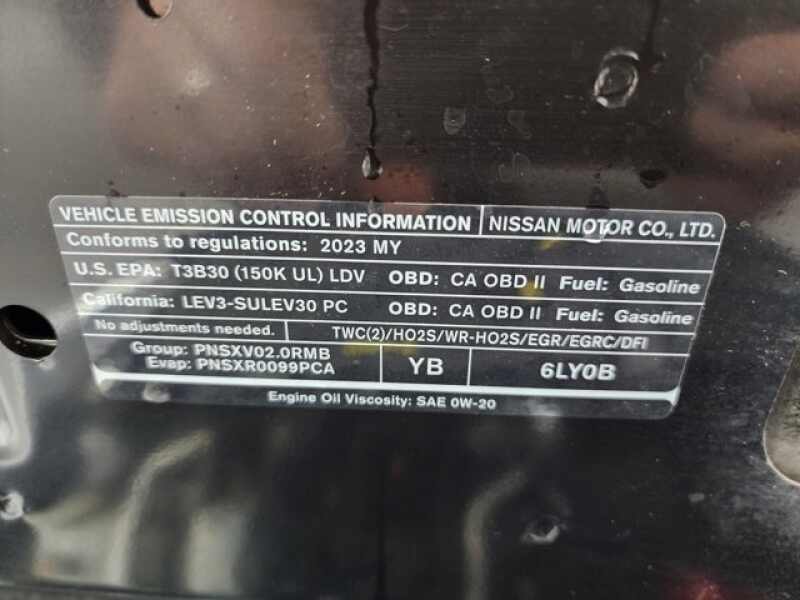 VEHICLE EMISSION CONTROL INFORMATION NISSAN MOTOR CO., LTD.
Conforms to regulations: 2023 MY
U.S. EPA: T3B30 (150K UL) LDV OBD: CA OBD II Fuel: Gasoline
California: LEV3-SULEV30 PC OBD: CA OBD II Fuel: Gasoline
No adjustments needed. TWC(2)/HO2S/WR-HO2S/EGR/EGRC/DFI
Group: PNSXV02.0RMB
Evap: PNSXR0099PCA
YB 6LY0B
Engine Oil Viscosity: SAE 0W-20